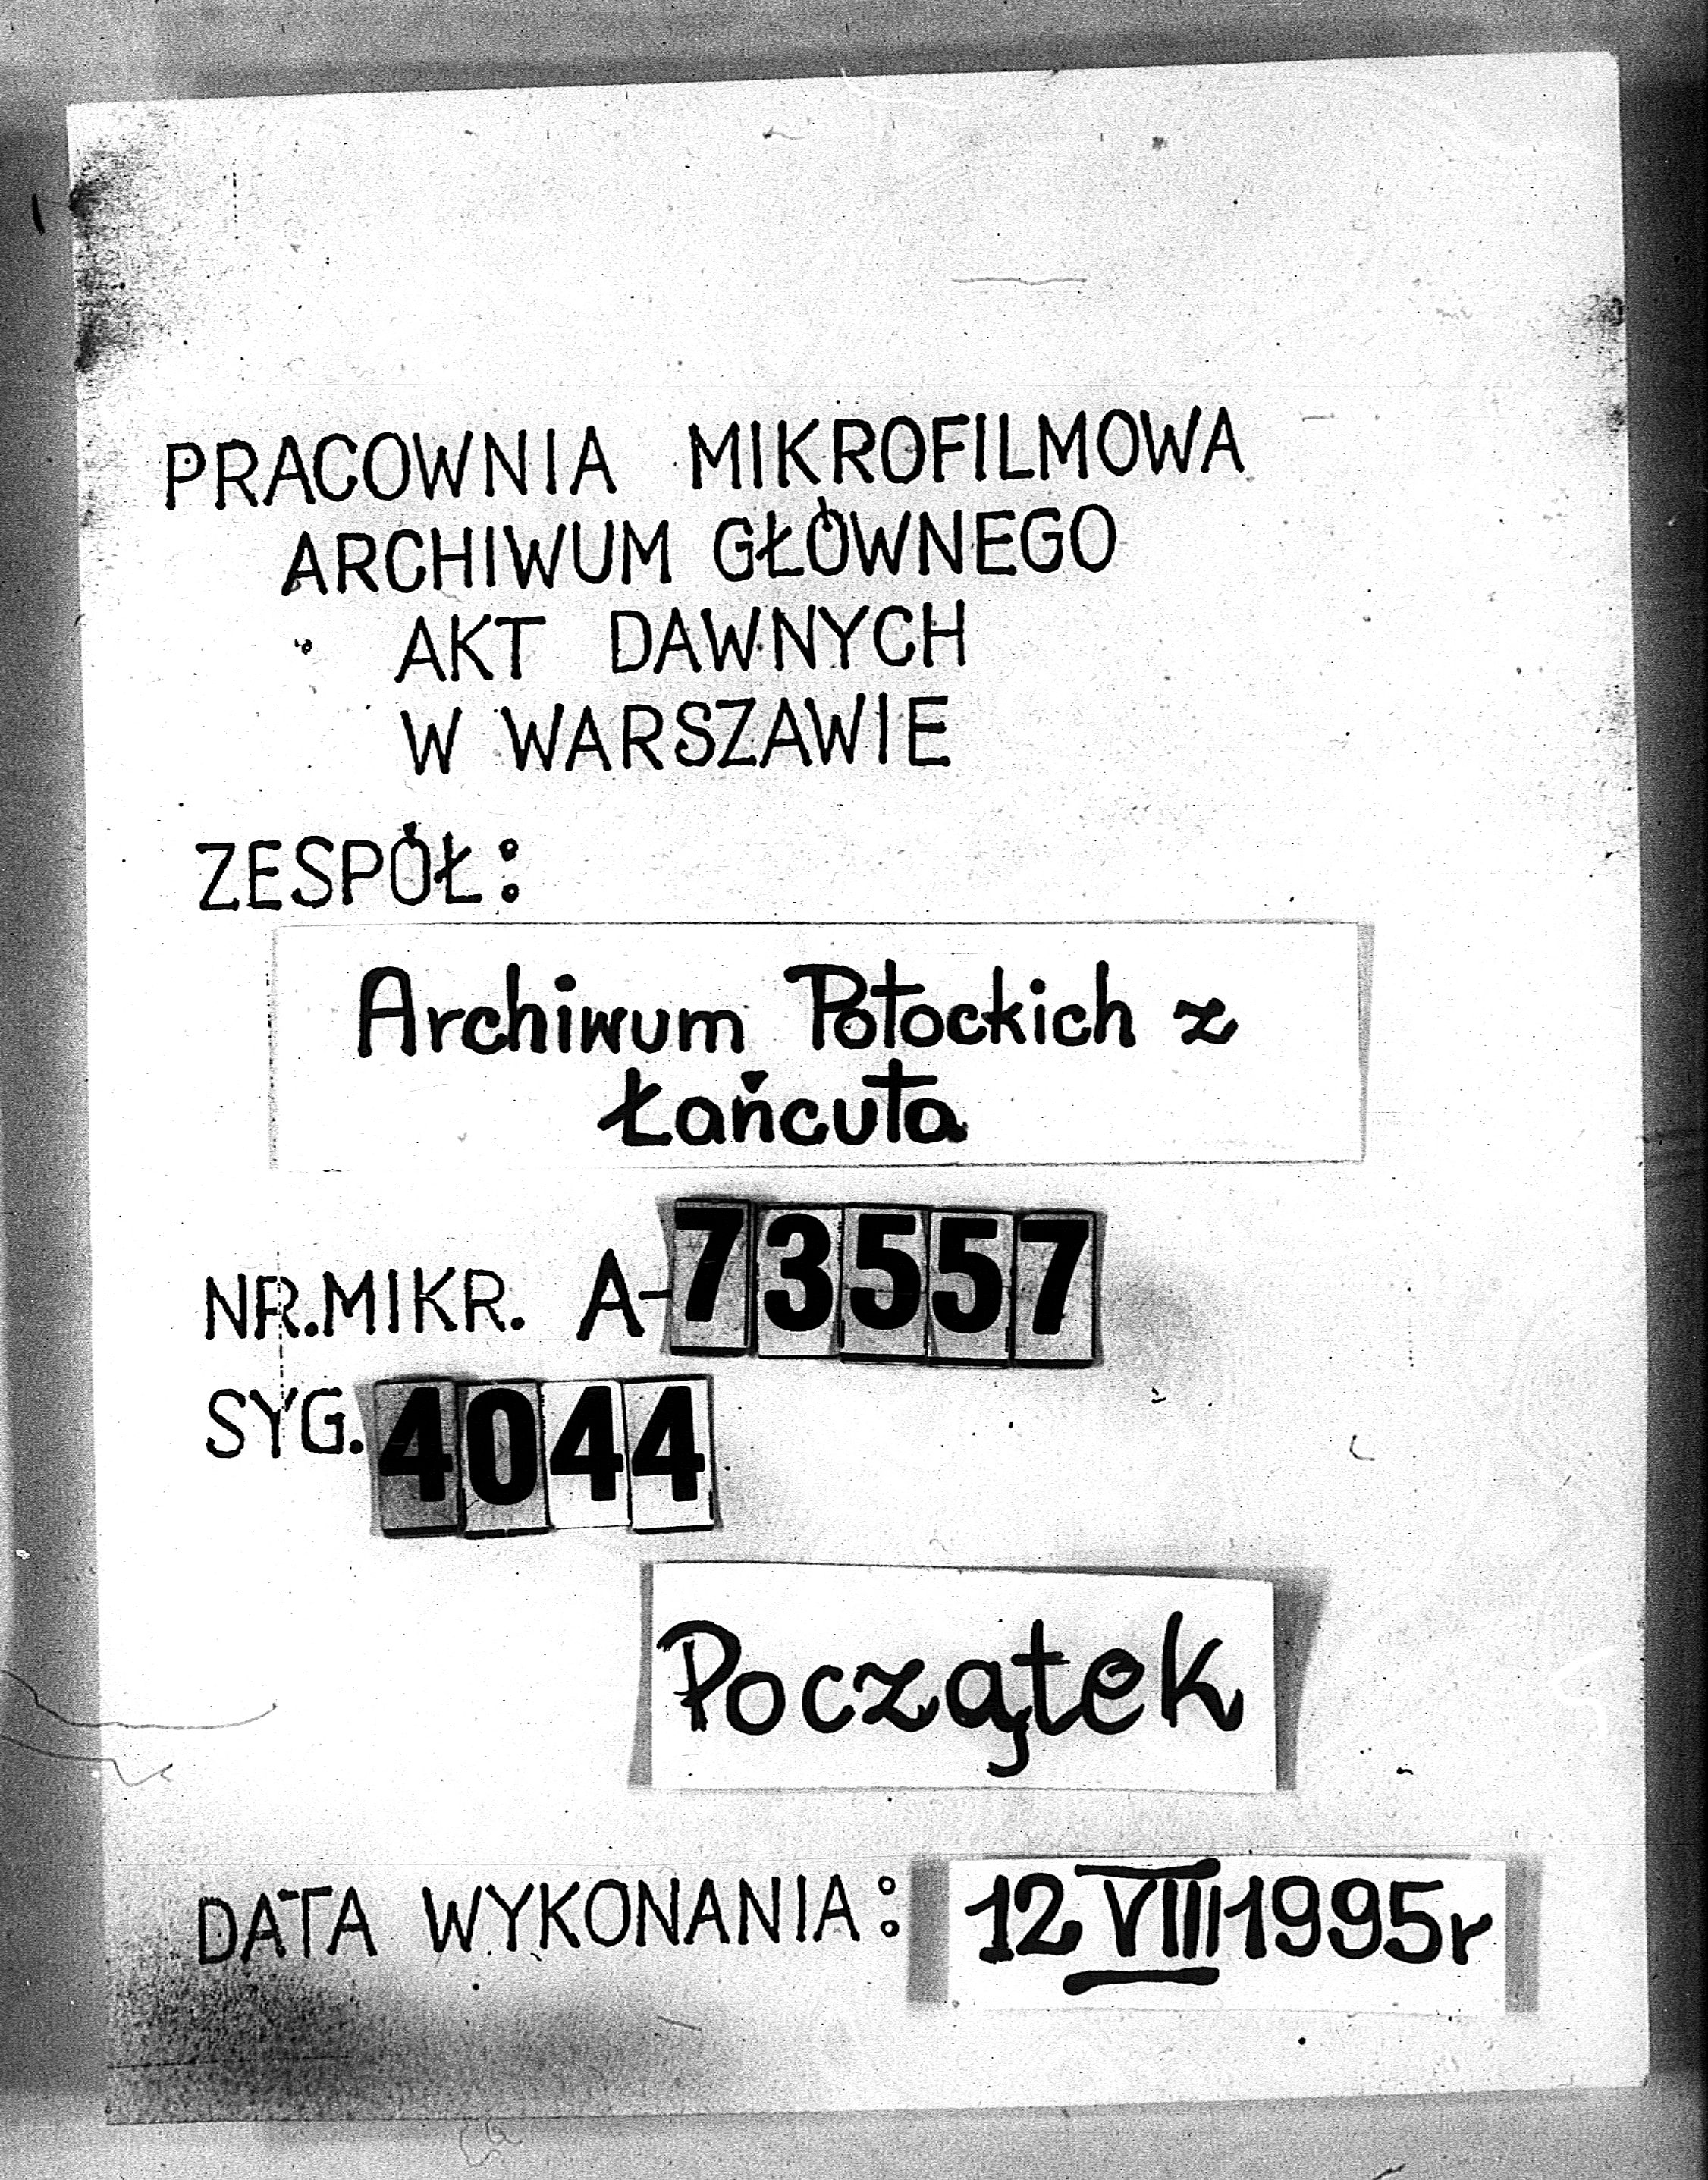 PRACOWNIA MIKROFILMOWA
ARCHIWUM GŁÓWNEGO
AKT DAWNYCH
W WARSZAWIE
ZESPÓŁ:
Archiwum Potockich z
Łańcuta
NR.MIKR. A-73557
SYG. 4044
Początek
DATA WYKONANIA: 12 VIII 1995r